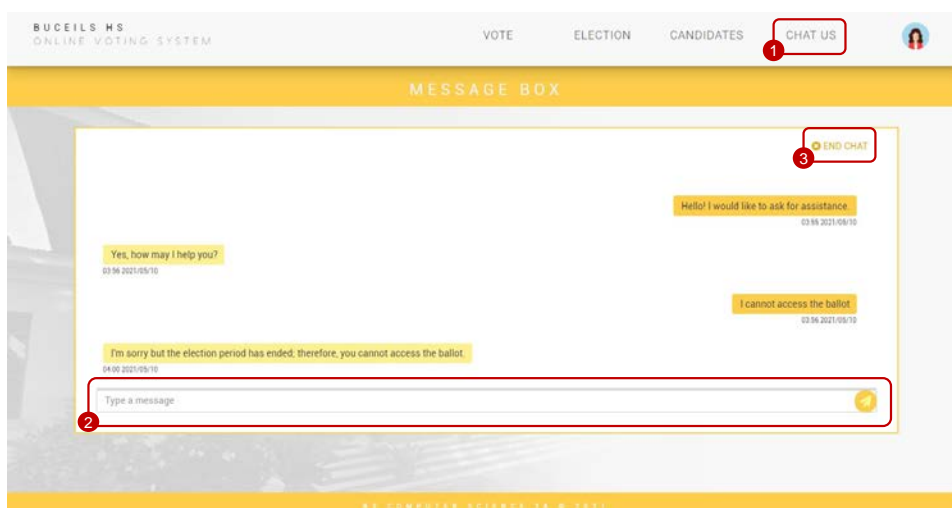 BUCEILS HS
ONLINE VOTING SYSTEM
VOTE ELECTION CANDIDATES CHAT US
1
MESSAGE BOX
END CHAT
3
Hello! I would like to ask for assistance.
03:55 2021/05/10
Yes, how may I help you?
03:56 2021/05/10
I cannot access the ballot
03:56 2021/05/10
I'm sorry but the election period has ended; therefore, you cannot access the ballot.
04:00 2021/05/10
Type a message
2
BS COMPUTER SCIENCE